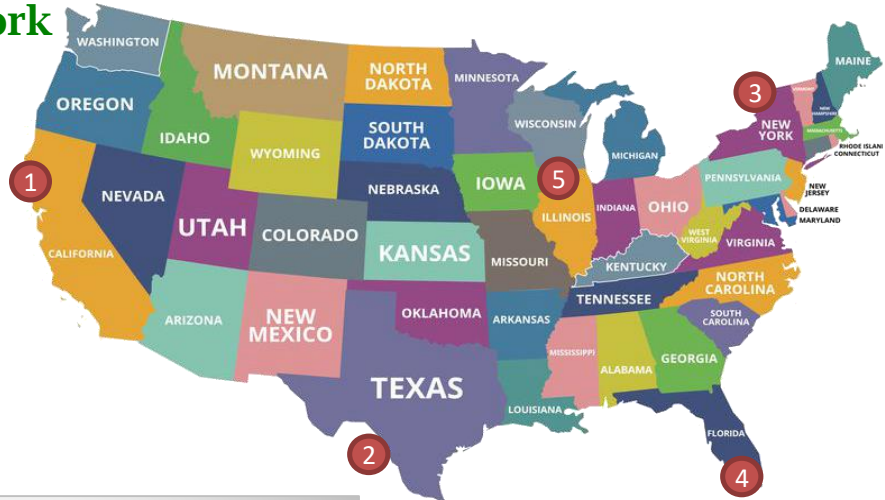 ork
WASHINGTON
OREGON
IDAHO
MONTANA
NORTH
DAKOTA
MINNESOTA
SOUTH
DAKOTA
WISCONSIN
MICHIGAN
MAINE
VERMONT
NEW
HAMPSHIRE
MASSACHUSETTS
RHODE ISLAN
CONNECTICUT
3
NEW
YORK
WYOMING
NEBRASKA
IOWA
5
ILLINOIS
INDIANA
OHIO
PENNSYLVANIA
NEW
JERSEY
DELAWARE
MARYLAND
1
NEVADA
CALIFORNIA
UTAH
COLORADO
KANSAS
MISSOURI
KENTUCKY
WEST
VIRGINIA
VIRGINIA
NORTH
CAROLINA
SOUTH
CAROLINA
TENNESSEE
ARIZONA
NEW
MEXICO
OKLAHOMA
ARKANSAS
MISSISSIPPI
ALABAMA
GEORGIA
TEXAS
LOUISIANA
FLORIDA
2
4